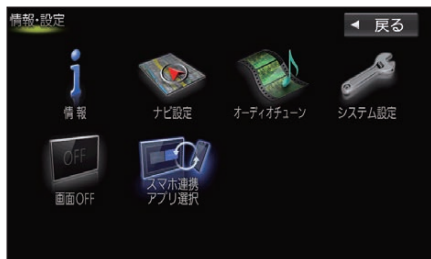 情報・設定
戻る
情報
ナビ設定
オーディオチューン
システム設定
OFF
画面OFF
スマホ連携
アプリ選択